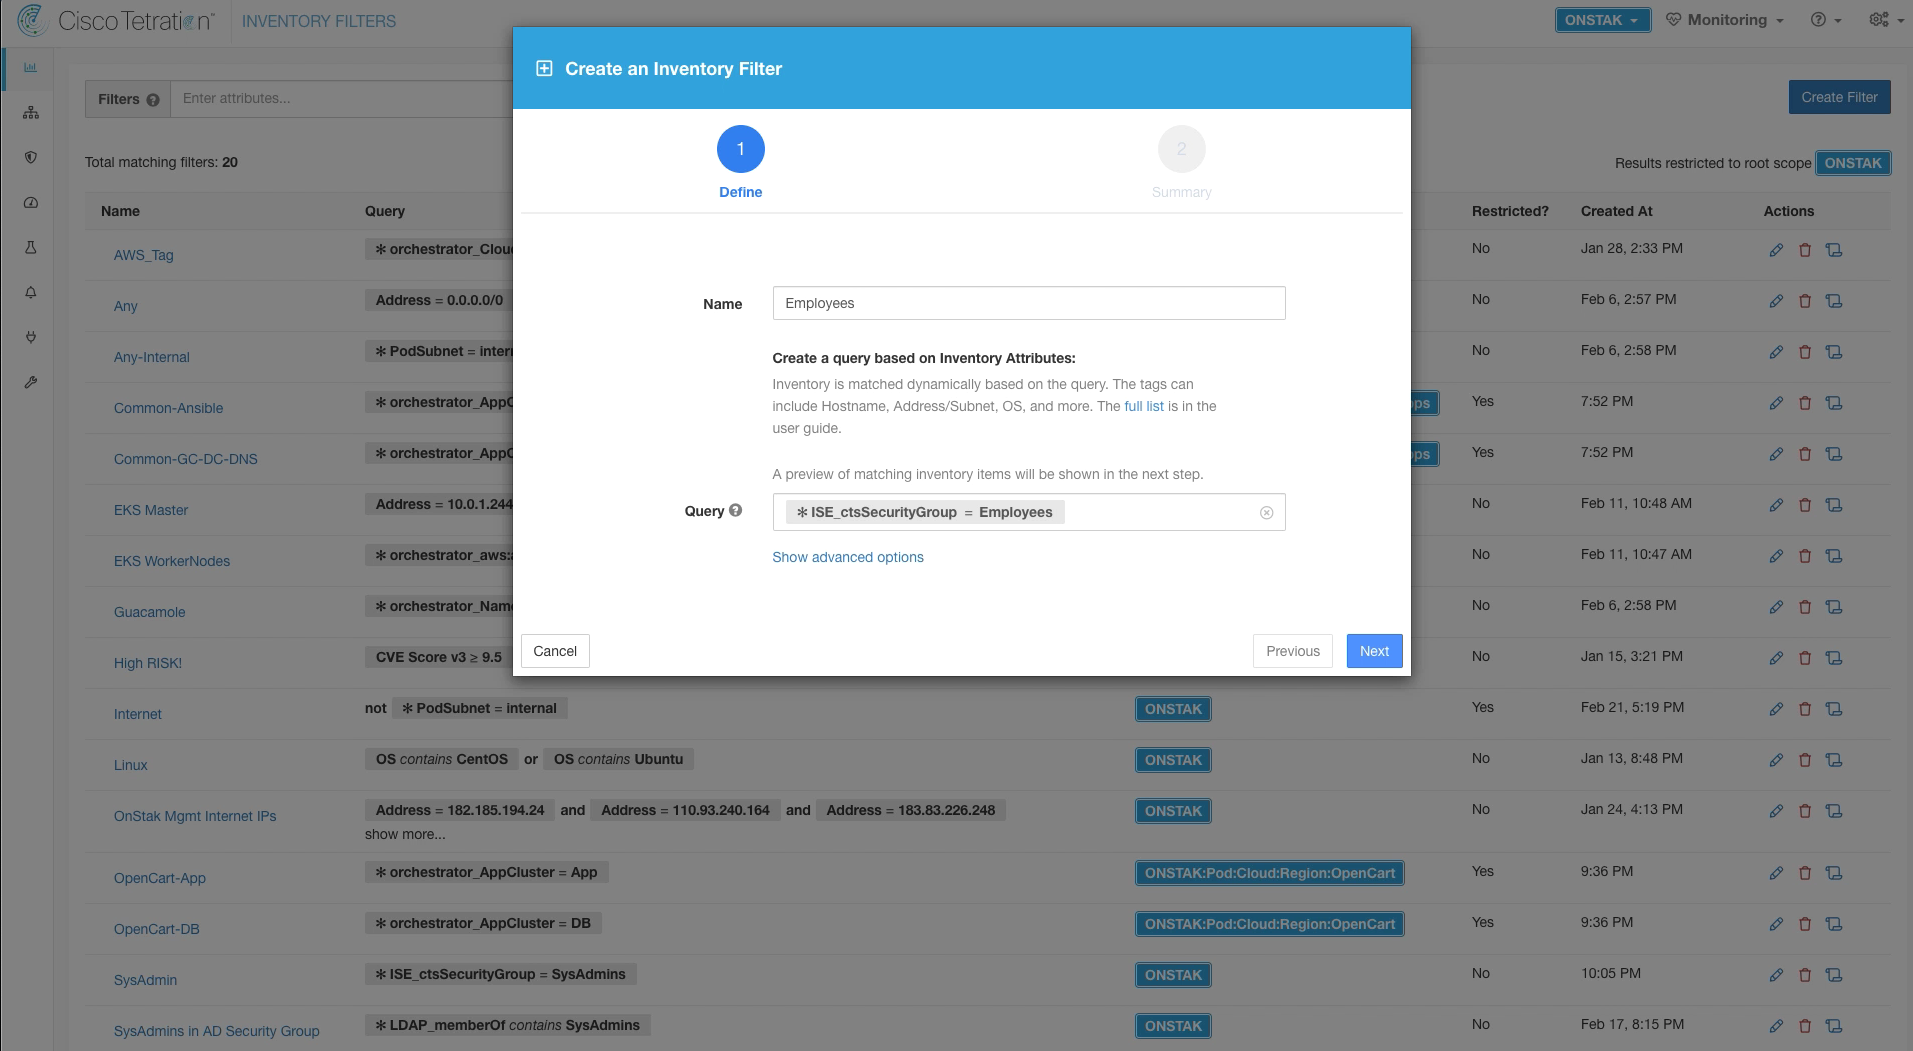 Cisco Tetration™ INVENTORY FILTERS ONSTAK Monitoring
Create an Inventory Filter
Filters Enter attributes... Create Filter
1 2
Define Summary
Total matching filters: 20 Results restricted to root scope ONSTAK
Name Query Restricted? Created At Actions
AWS_Tag ✻ orchestrator_Clou No Jan 28, 2:33 PM
Any Address = 0.0.0.0/0 No Feb 6, 2:57 PM
Any-Internal ✻ PodSubnet = inter No Feb 6, 2:58 PM
Common-Ansible ✻ orchestrator_AppC ops Yes 7:52 PM
Common-GC-DC-DNS ✻ orchestrator_AppC ops Yes 7:52 PM
EKS Master Address = 10.0.1.244 No Feb 11, 10:48 AM
EKS WorkerNodes ✻ orchestrator_aws: No Feb 11, 10:47 AM
Guacamole ✻ orchestrator_Name No Feb 6, 2:58 PM
High RISK! CVE Score v3 ≥ 9.5 No Jan 15, 3:21 PM
Name Employees
Create a query based on Inventory Attributes:
Inventory is matched dynamically based on the query. The tags can
include Hostname, Address/Subnet, OS, and more. The full list is in the
user guide.
A preview of matching inventory items will be shown in the next step.
Query ✻ ISE_ctsSecurityGroup = Employees
Show advanced options
Cancel Previous Next
Internet not ✻ PodSubnet = internal ONSTAK Yes Feb 21, 5:19 PM
Linux OS contains CentOS or OS contains Ubuntu ONSTAK No Jan 13, 8:48 PM
OnStak Mgmt Internet IPs Address = 182.185.194.24 and Address = 110.93.240.164 and Address = 183.83.226.248 ONSTAK No Jan 24, 4:13 PM
show more...
OpenCart-App ✻ orchestrator_AppCluster = App ONSTAK:Pod:Cloud:Region:OpenCart Yes 9:36 PM
OpenCart-DB ✻ orchestrator_AppCluster = DB ONSTAK:Pod:Cloud:Region:OpenCart Yes 9:36 PM
SysAdmin ✻ ISE_ctsSecurityGroup = SysAdmins ONSTAK No 10:05 PM
SysAdmins in AD Security Group ✻ LDAP_memberOf contains SysAdmins ONSTAK No Feb 17, 8:15 PM